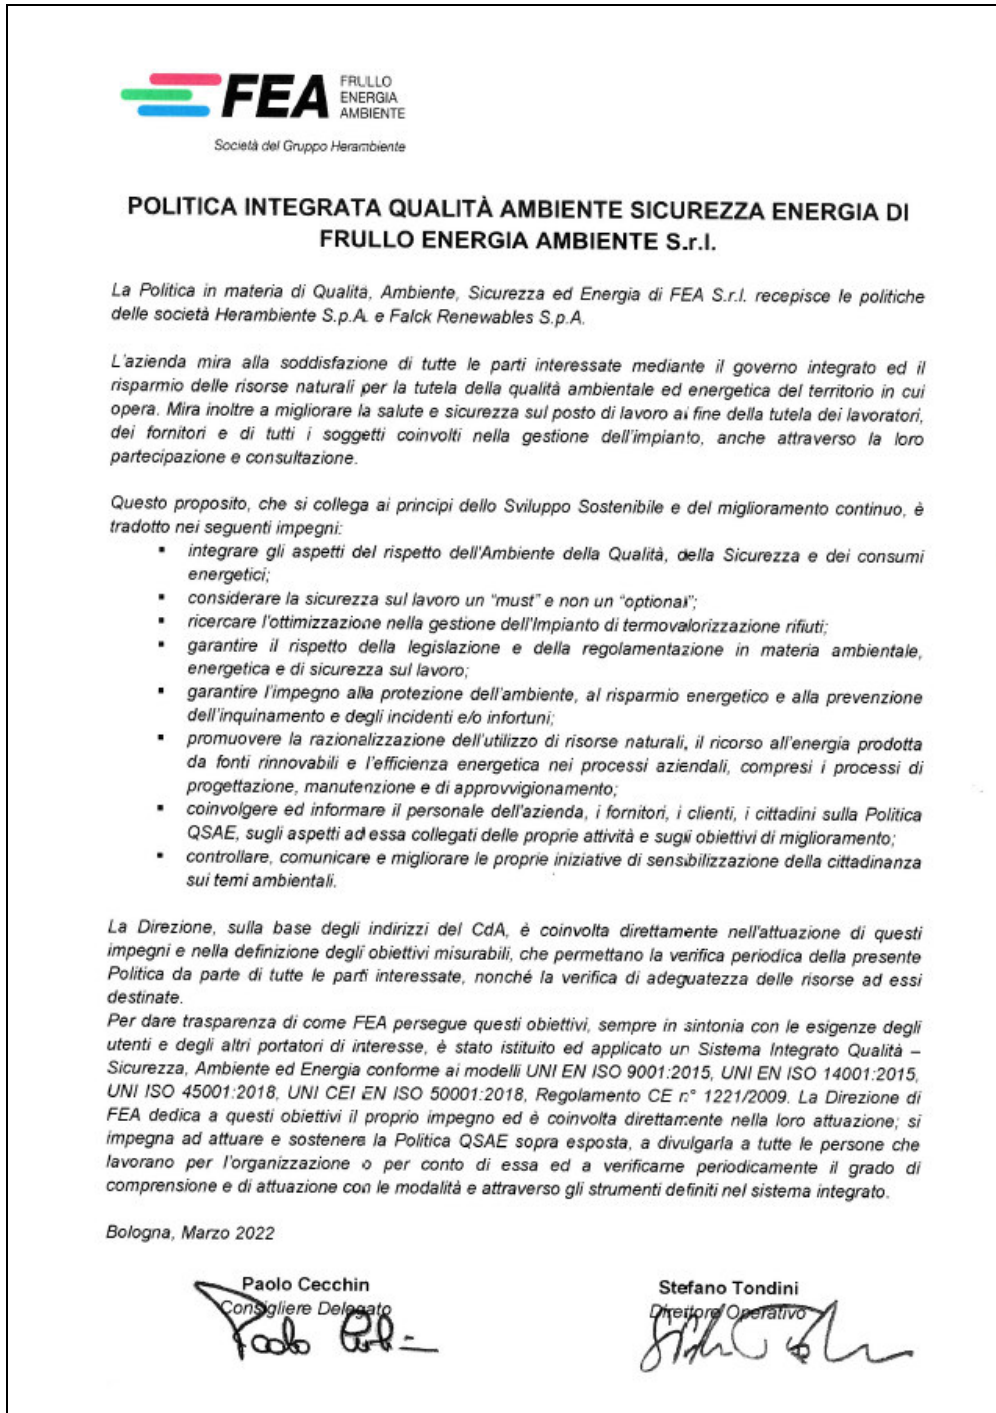 FEA
FRULLO
ENERGIA
AMBIENTE
Società del Gruppo Herambiente
POLITICA INTEGRATA QUALITÀ AMBIENTE SICUREZZA ENERGIA DI
FRULLO ENERGIA AMBIENTE S.r.l.
La Politica in materia di Qualità, Ambiente, Sicurezza ed Energia di FEA S.r.l. recepisce le politiche
delle società Herambiente S.p.A. e Falck Renewables S.p.A.
L'azienda mira alla soddisfazione di tutte le parti interessate mediante il governo integrato ed il
risparmio delle risorse naturali per la tutela della qualità ambientale ed energetica del territorio in cui
opera. Mira inoltre a migliorare la salute e sicurezza sul posto di lavoro ai fine della tutela dei lavoratori,
dei fornitori e di tutti i soggetti coinvolti nella gestione dell'impianto, anche attraverso la loro
partecipazione e consultazione.
Questo proposito, che si collega ai principi dello Sviluppo Sostenibile e del miglioramento continuo, è
tradotto nei seguenti impegni:
▪ integrare gli aspetti del rispetto dell'Ambiente della Qualità, della Sicurezza e dei consumi
energetici;
▪ considerare la sicurezza sul lavoro un "must" e non un "optional";
▪ ricercare l'ottimizzazione nella gestione dell'Impianto di termovalorizzazione rifiuti;
▪ garantire il rispetto della legislazione e della regolamentazione in materia ambientale,
energetica e di sicurezza sul lavoro;
▪ garantire l'impegno alla protezione dell'ambiente, al risparmio energetico e alla prevenzione
dell'inquinamento e degli incidenti e/o infortuni;
▪ promuovere la razionalizzazione dell'utilizzo di risorse naturali, il ricorso all'energia prodotta
da fonti rinnovabili e l'efficienza energetica nei processi aziendali, compresi i processi di
progettazione, manutenzione e di approvvigionamento;
▪ coinvolgere ed informare il personale dell'azienda, i fornitori, i clienti, i cittadini sulla Politica
QSAE, sugli aspetti ad essa collegati delle proprie attività e sugli obiettivi di miglioramento;
▪ controllare, comunicare e migliorare le proprie iniziative di sensibilizzazione della cittadinanza
sui temi ambientali.
La Direzione, sulla base degli indirizzi del CdA, è coinvolta direttamente nell'attuazione di questi
impegni e nella definizione degli obiettivi misurabili, che permettano la verifica periodica della presente
Politica da parte di tutte le parti interessate, nonché la verifica di adeguatezza delle risorse ad essi
destinate.
Per dare trasparenza di come FEA persegue questi obiettivi, sempre in sintonia con le esigenze degli
utenti e degli altri portatori di interesse, è stato istituito ed applicato un Sistema Integrato Qualità –
Sicurezza, Ambiente ed Energia conforme ai modelli UNI EN ISO 9001:2015, UNI EN ISO 14001:2015,
UNI ISO 45001:2018, UNI CEI EN ISO 50001:2018, Regolamento CE n° 1221/2009. La Direzione di
FEA dedica a questi obiettivi il proprio impegno ed è coinvolta direttamente nella loro attuazione; si
impegna ad attuare e sostenere la Politica QSAE sopra esposta, a divulgarla a tutte le persone che
lavorano per l'organizzazione o per conto di essa ed a verificarne periodicamente il grado di
comprensione e di attuazione con le modalità e attraverso gli strumenti definiti nel sistema integrato.
Bologna, Marzo 2022
Paolo Cecchin
Consigliere Delegato
Paolo
Stefano Tondini
Direttore Operativo